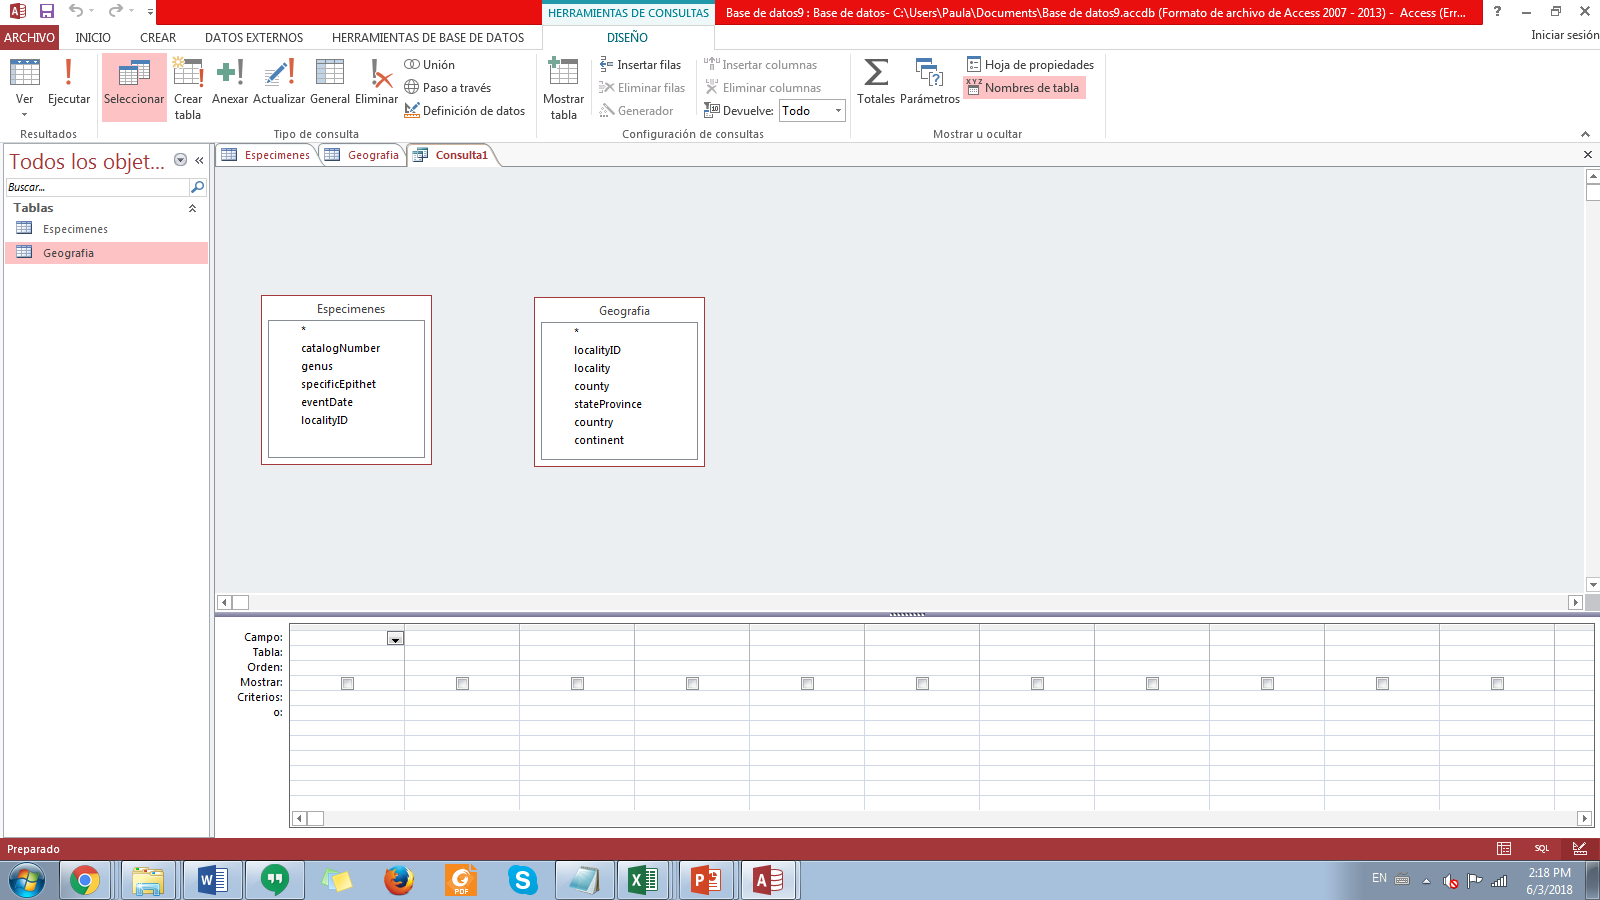 HERRAMIENTAS DE CONSULTAS
Base de datos9 : Base de datos- C:\Users\Paula\Documents\Base de datos9.accdb (Formato de archivo de Access 2007 - 2013) - Access (Err...
?
ARCHIVO INICIO CREAR DATOS EXTERNOS HERRAMIENTAS DE BASE DE DATOS DISEÑO Iniciar sesión
Ver
Ejecutar
Resultados
Seleccionar
Crear
tabla
Anexar
Actualizar
General
Eliminar
Unión
Paso a través
Definición de datos
Tipo de consulta
Mostrar
tabla
Insertar filas
Eliminar filas
Generador
Insertar columnas
Eliminar columnas
Devuelve: Todo
Configuración de consultas
Totales
Parámetros
Hoja de propiedades
XYZ Nombres de tabla
Mostrar u ocultar
Todos los objet... «
Buscar...
Tablas
Especimenes
Geografia
Especimenes Geografia Consulta1
Especimenes
*
catalogNumber
genus
specificEpithet
eventDate
localityID
Geografia
*
localityID
locality
county
stateProvince
country
continent
Campo:
Tabla:
Orden:
Mostrar:
Criterios:
o:
Preparado
SQL
W
PDF
S
X
P
A
EN
2:18 PM
6/3/2018